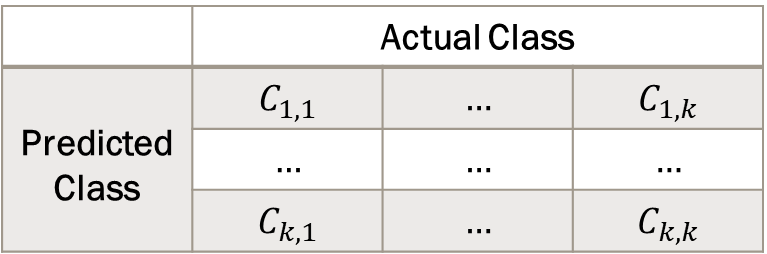 Actual Class
Predicted Class
C₁,₁ ... C₁,ₖ
... ... ...
Cₖ,₁ ... Cₖ,ₖ